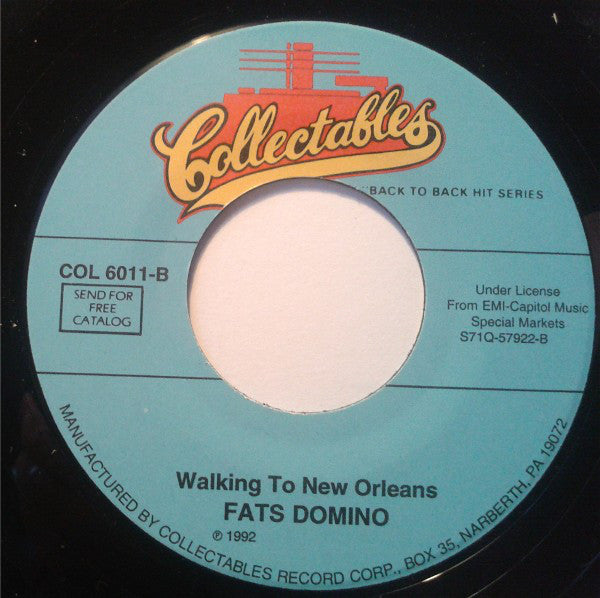 Collectables
"BACK TO BACK HIT SERIES
COL 6011-B
SEND FOR
FREE
CATALOG
Under License
From EMI-Capitol Music
Special Markets
S71Q-57922-B
Walking To New Orleans
FATS DOMINO
℗ 1992
MANUFACTURED BY COLLECTABLES RECORD CORP., BOX 35, NARBERTH, PA 19072